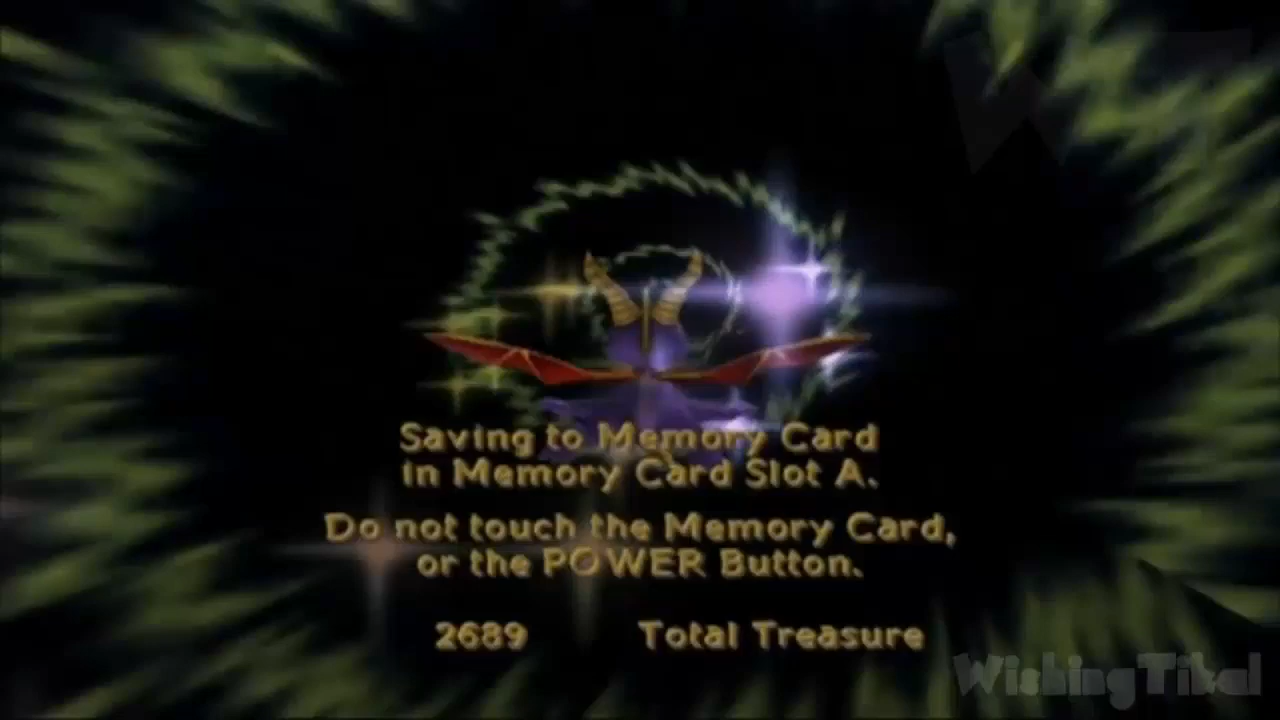 Saving to Memory Card
in Memory Card Slot A.
Do not touch the Memory Card,
or the POWER Button.
2689 Total Treasure
WishingTikal